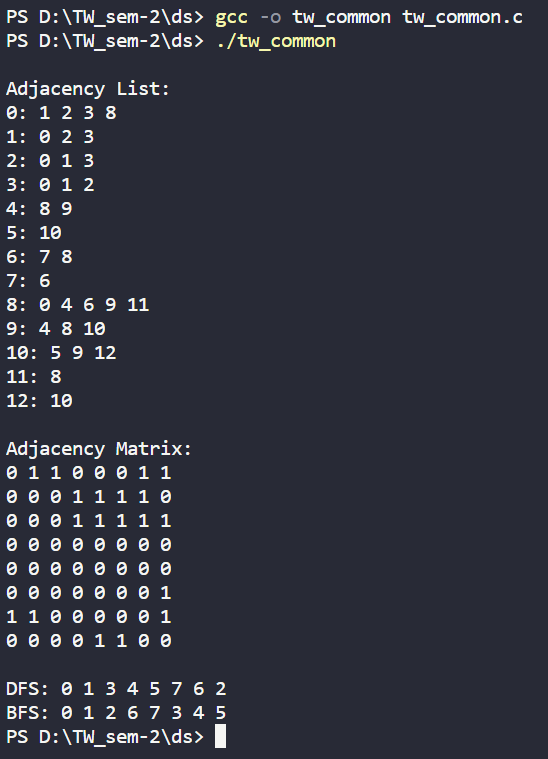 PS D:\TW_sem-2\ds> gcc -o tw_common tw_common.c
PS D:\TW_sem-2\ds> ./tw_common
Adjacency List:
0: 1 2 3 8
1: 0 2 3
2: 0 1 3
3: 0 1 2
4: 8 9
5: 10
6: 7 8
7: 6
8: 0 4 6 9 11
9: 4 8 10
10: 5 9 12
11: 8
12: 10
Adjacency Matrix:
0 1 1 0 0 0 1 1
0 0 0 1 1 1 1 0
0 0 0 1 1 1 1 1
0 0 0 0 0 0 0 0
0 0 0 0 0 0 0 0
0 0 0 0 0 0 0 1
1 1 0 0 0 0 0 1
0 0 0 0 1 1 0 0
DFS: 0 1 3 4 5 7 6 2
BFS: 0 1 2 6 7 3 4 5
PS D:\TW_sem-2\ds>